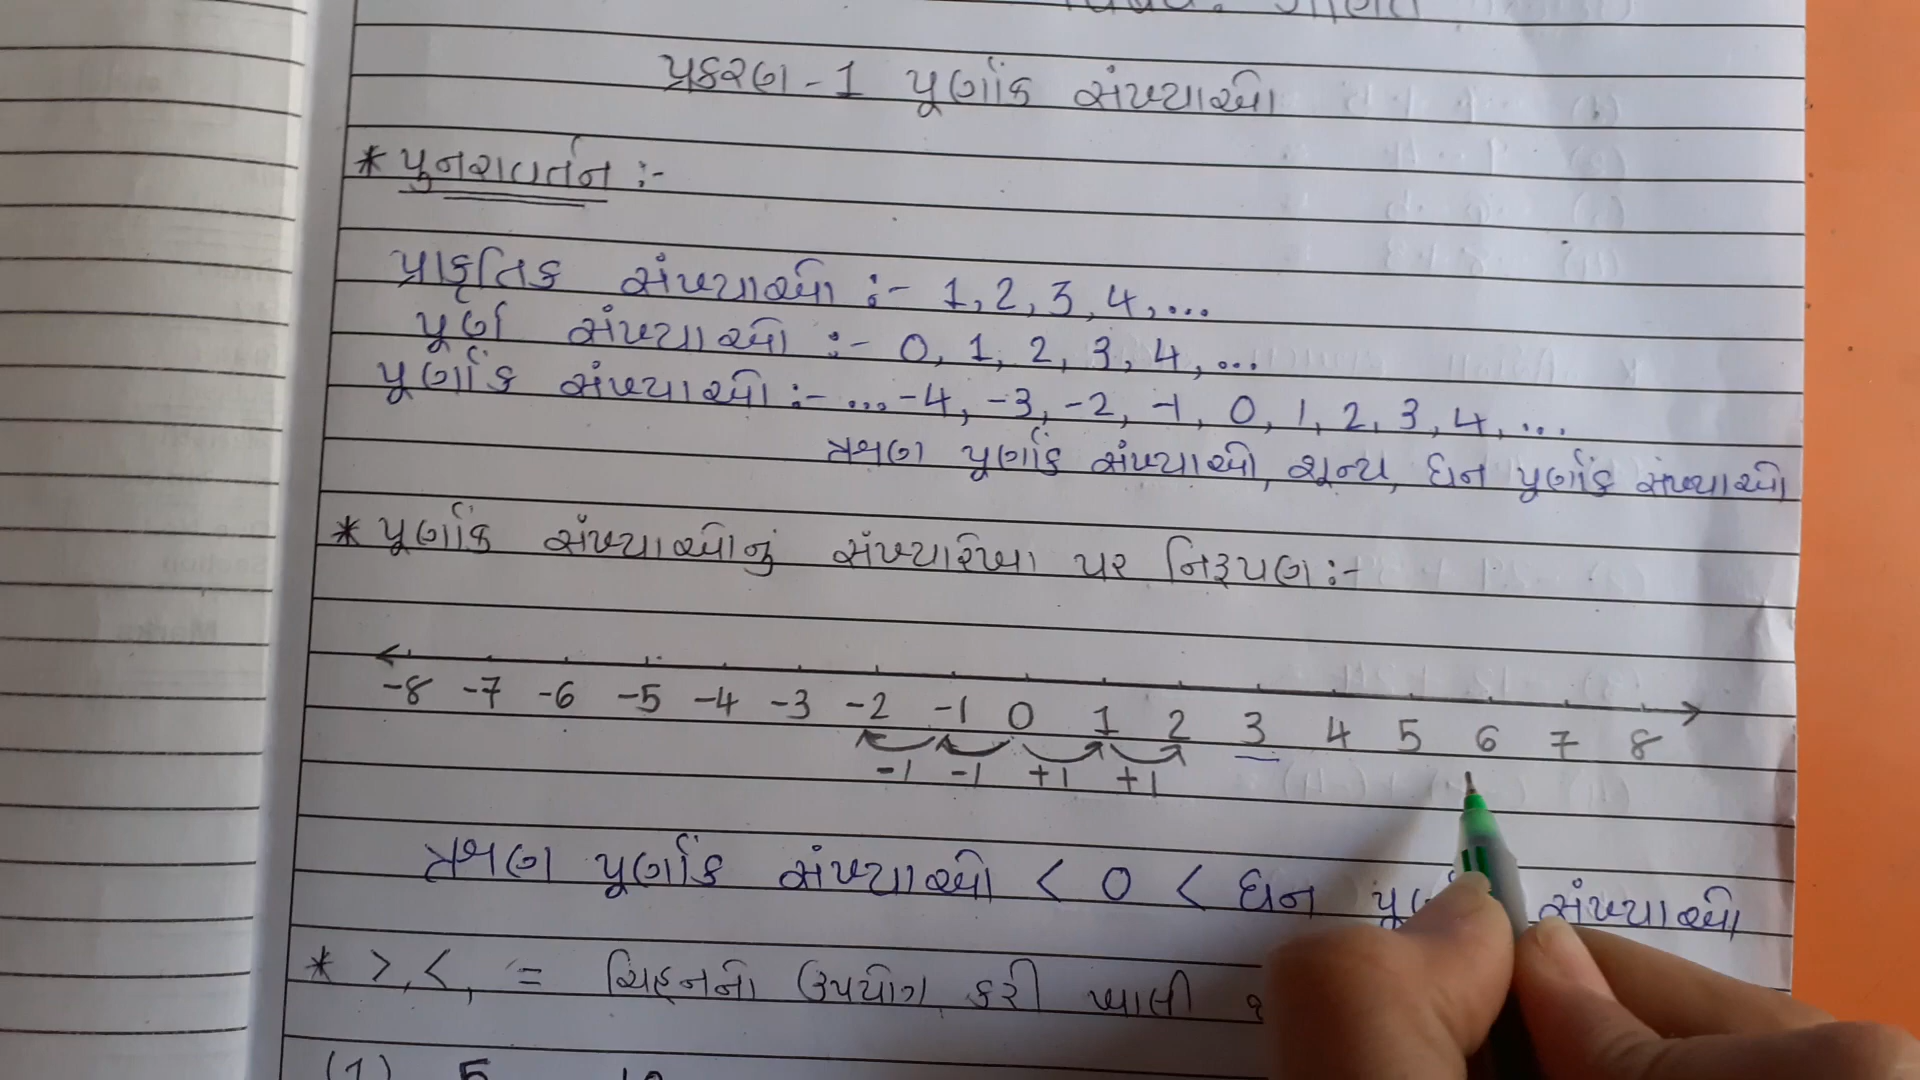 પ્રકરણ - 1 પૂર્ણાંક સંખ્યાઓ
* પુનરાવર્તન :-
પ્રાકૃતિક સંખ્યાઓ :- 1, 2, 3, 4, ...
પૂર્ણ સંખ્યાઓ :- 0, 1, 2, 3, 4, ...
પૂર્ણાંક સંખ્યાઓ :- ... -4, -3, -2, -1, 0, 1, 2, 3, 4, ...
ઋણ પૂર્ણાંક સંખ્યાઓ, શૂન્ય, ધન પૂર્ણાંક સંખ્યાઓ
* પૂર્ણાંક સંખ્યાઓનું સંખ્યારેખા પર નિરૂપણ :-
-8 -7 -6 -5 -4 -3 -2 -1 0 1 2 3 4 5 6 7 8
-1 -1 +1 +1
ઋણ પૂર્ણાંક સંખ્યાઓ < 0 < ધન સંખ્યાઓ
* >, <, = ચિહ્નનો ઉપયોગ કરી ખાલી
(1) 5